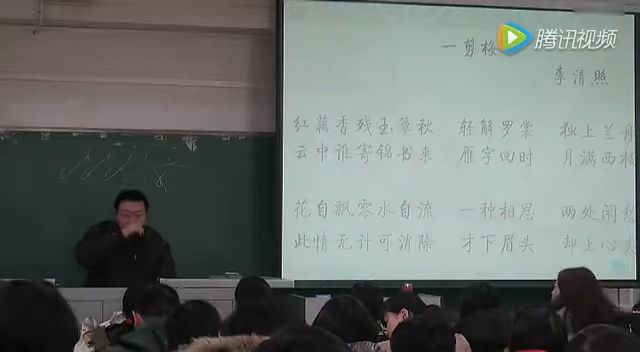 腾讯视频
一剪梅
李清照
红藕香残玉簟秋 轻解罗裳 独上兰
云中谁寄锦书来 雁字回时 月满西楼
花自飘零水自流 一种相思 两处闲愁
此情无计可消除 才下眉头 却上心头